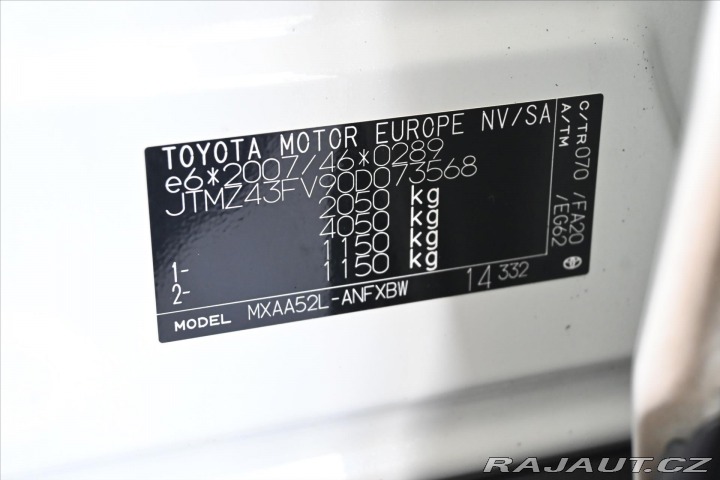 TOYOTA MOTOR EUROPE NV/SA
e6*2007/46*0289
JTMZ43FV90D073568
2050 kg
4050 kg
1- 1150 kg
2- 1150 kg
MODEL MXAA52L-ANFXBW 14 332
C/TR 070 /FA20
A/TM /EG62
RAJAUT.CZ